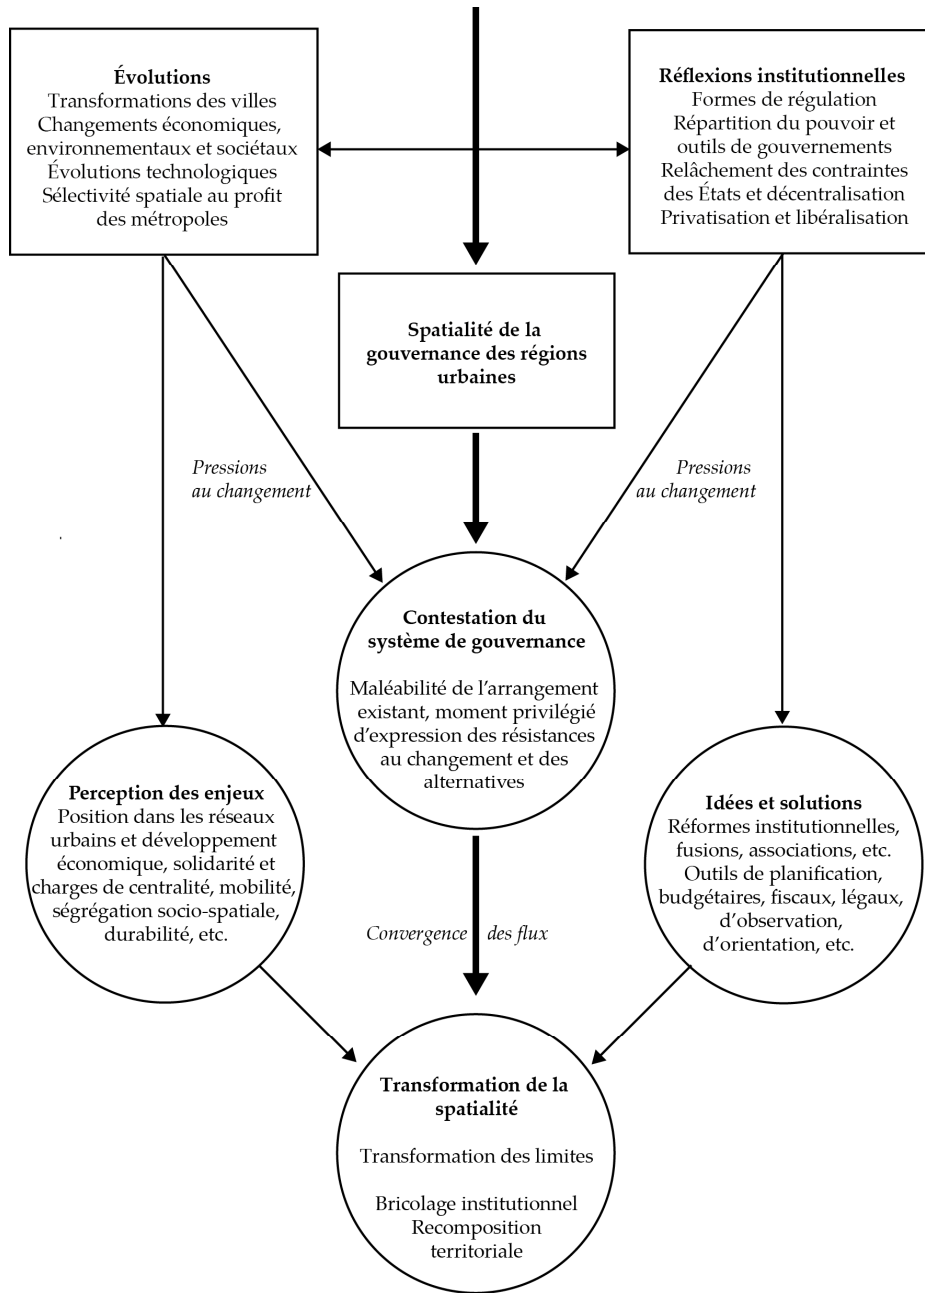 Évolutions
Transformations des villes
Changements économiques,
environnementaux et sociétaux
Évolutions technologiques
Sélectivité spatiale au profit
des métropoles
Réflexions institutionnelles
Formes de régulation
Répartition du pouvoir et
outils de gouvernements
Relâchement des contraintes
des États et décentralisation
Privatisation et libéralisation
Spatialité de la
gouvernance des régions
urbaines
Pressions
au changement
Pressions
au changement
Contestation du
système de gouvernance
Maléabilité de l'arrangement
existant, moment privilégié
d'expression des résistances
au changement et des
alternatives
Perception des enjeux
Position dans les réseaux
urbains et développement
économique, solidarité et
charges de centralité, mobilité,
ségrégation socio-spatiale,
durabilité, etc.
Idées et solutions
Réformes institutionnelles,
fusions, associations, etc.
Outils de planification,
budgétaires, fiscaux, légaux,
d'observation,
d'orientation, etc.
Convergence des flux
Transformation de la
spatialité
Transformation des limites
Bricolage institutionnel
Recomposition
territoriale